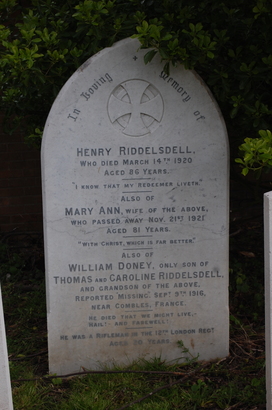 In Loving Memory of
HENRY RIDDELSDELL,
WHO DIED MARCH 14TH 1920
AGED 86 YEARS.
"I KNOW THAT MY REDEEMER LIVETH."
ALSO OF
MARY ANN, WIFE OF THE ABOVE,
WHO PASSED AWAY NOV. 21ST 1921
AGED 81 YEARS.
"WITH CHRIST, WHICH IS FAR BETTER."
ALSO OF
WILLIAM DONEY, ONLY SON OF
THOMAS AND CAROLINE RIDDELSDELL,
AND GRANDSON OF THE ABOVE,
REPORTED MISSING, SEPT 9TH 1916,
NEAR COMBLES, FRANCE.
HE DIED THAT WE MIGHT LIVE,
HAIL! AND FAREWELL!
HE WAS A RIFLEMAN IN THE 12TH LONDON REGT
AGED YEARS